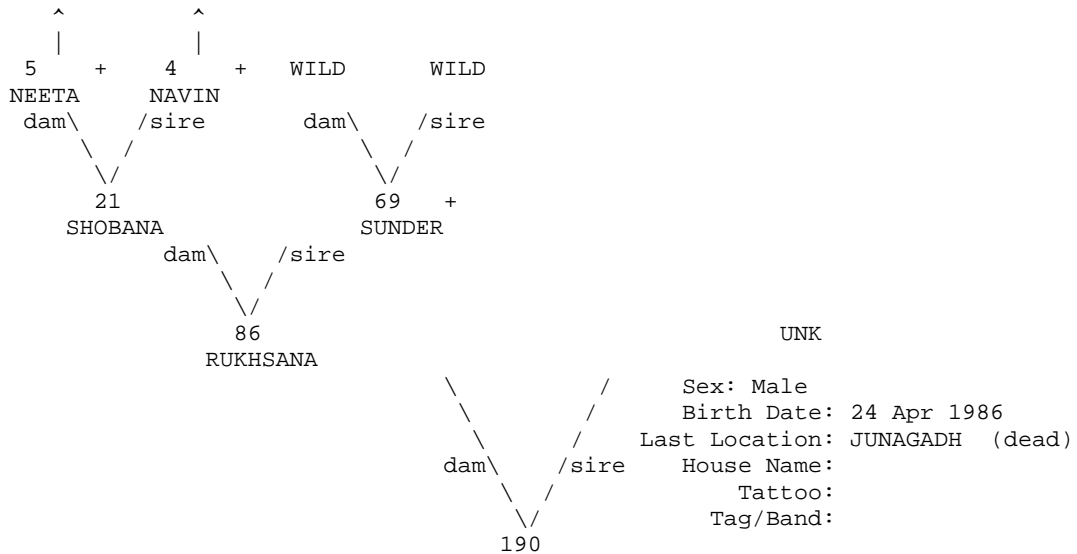 ^ ^
| |
5 + 4 + WILD WILD
NEETA NAVIN
dam\ /sire dam\ /sire
\ / \ /
\/ \/
21 69 +
SHOBANA SUNDER
dam\ /sire
\ /
\/
86 UNK
RUKHSANA
\ / Sex: Male
\ / Birth Date: 24 Apr 1986
\ / Last Location: JUNAGADH (dead)
dam\ /sire House Name:
\ / Tattoo:
\/ Tag/Band:
190